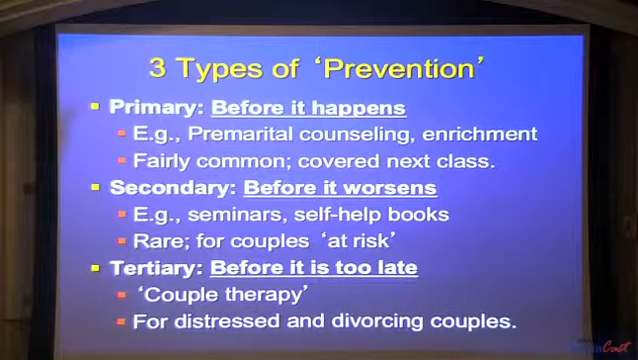 3 Types of ‘Prevention’
Primary: Before it happens
E.g., Premarital counseling, enrichment
Fairly common; covered next class.
Secondary: Before it worsens
E.g., seminars, self-help books
Rare; for couples ‘at risk’
Tertiary: Before it is too late
‘Couple therapy’
For distressed and divorcing couples.